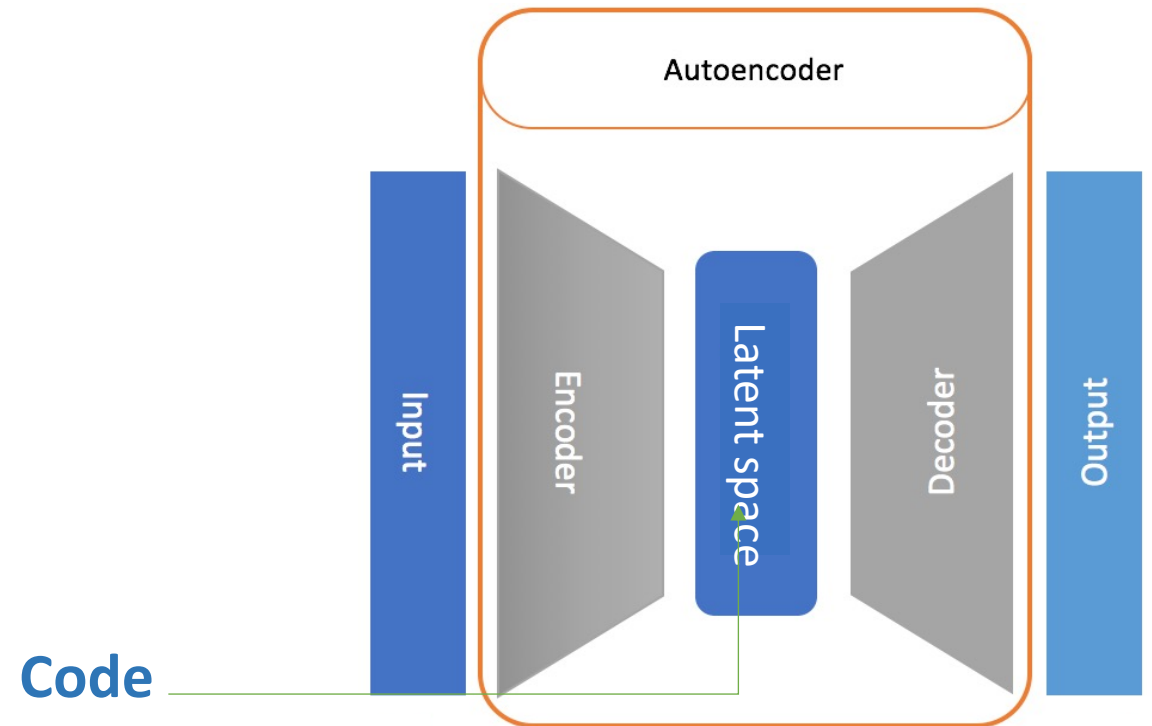 Autoencoder
Input
Encoder
Latent space
Decoder
Output
Code